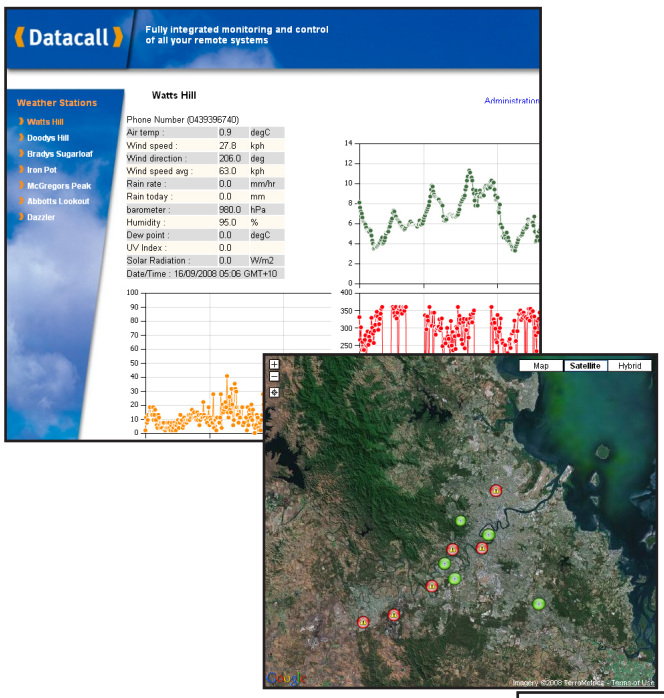 Datacall
Fully integrated monitoring and control
of all your remote systems
Weather Stations
Watts Hill
Doodys Hill
Bradys Sugarloaf
Iron Pot
McGregors Peak
Abbotts Lookout
Dazzler
Watts Hill
Administration
Phone Number (0439396740)
Air temp : 0.9 degC
Wind speed : 27.8 kph
Wind direction : 206.0 deg
Wind speed avg : 63.0 kph
Rain rate : 0.0 mm/hr
Rain today : 0.0 mm
barometer : 980.0 hPa
Humidity : 95.0 %
Dew point : 0.0 degC
UV Index : 0.0
Solar Radiation : 0.0 W/m2
Date/Time : 16/09/2008 05:06 GMT+10
14
12
10
8
6
4
2
0
100
90
80
70
60
50
40
30
20
10
0
400
350
300
250
Map Satellite Hybrid
Google
Imagery ©2008 TerraMetrics - Terms of Use